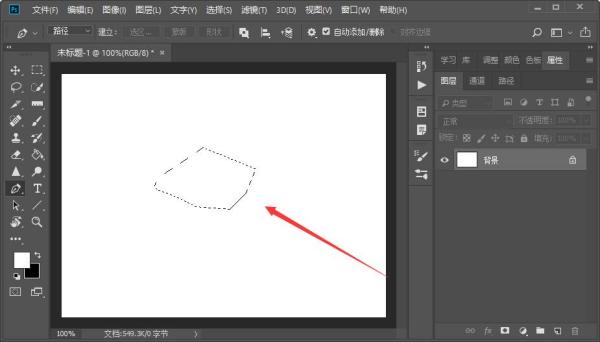 Ps 文件(F) 编辑(E) 图像(I) 图层(L) 文字(Y) 选择(S) 滤镜(T) 3D(D) 视图(V) 窗口(W) 帮助(H)
路径 建立: 选区... 蒙版 形状 自动添加/删除 对齐边缘
未标题-1 @ 100%(RGB/8) * ×
学习 库 调整 颜色 色板 属性
图层 通道 路径
类型
正常 不透明度:
锁定: 填充:
背景
T
100% 文档:549.3K/0 字节
fx